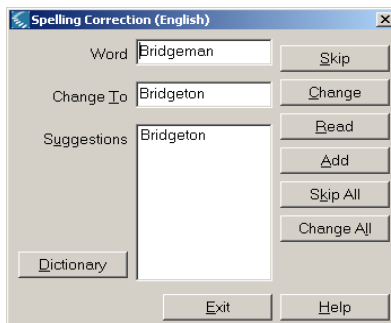 Spelling Correction (English)
Word Bridgeman
Skip
Change To Bridgeton
Change
Suggestions Bridgeton
Read
Add
Skip All
Change All
Dictionary
Exit
Help